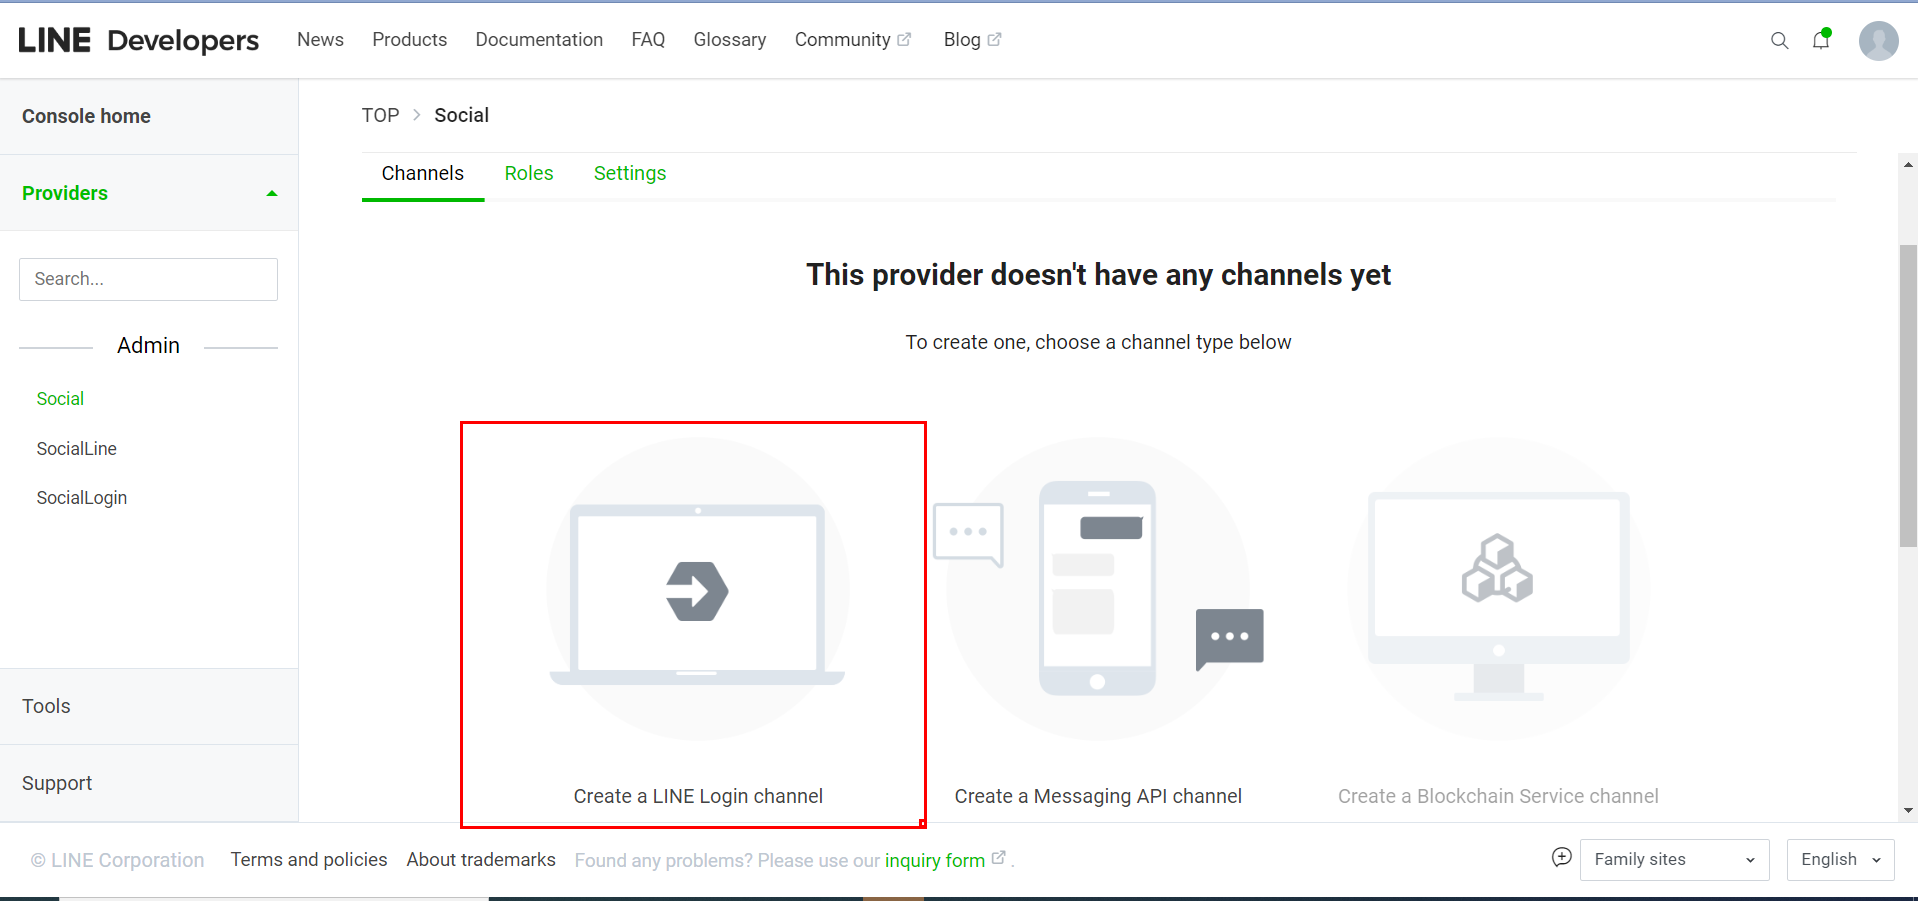 LINE Developers News Products Documentation FAQ Glossary Community Blog
Console home
Providers
Search...
Admin
Social
SocialLine
SocialLogin
Tools
Support
TOP > Social
Channels Roles Settings
This provider doesn't have any channels yet
To create one, choose a channel type below
Create a LINE Login channel
Create a Messaging API channel
Create a Blockchain Service channel
© LINE Corporation Terms and policies About trademarks Found any problems? Please use our inquiry form .
Family sites
English